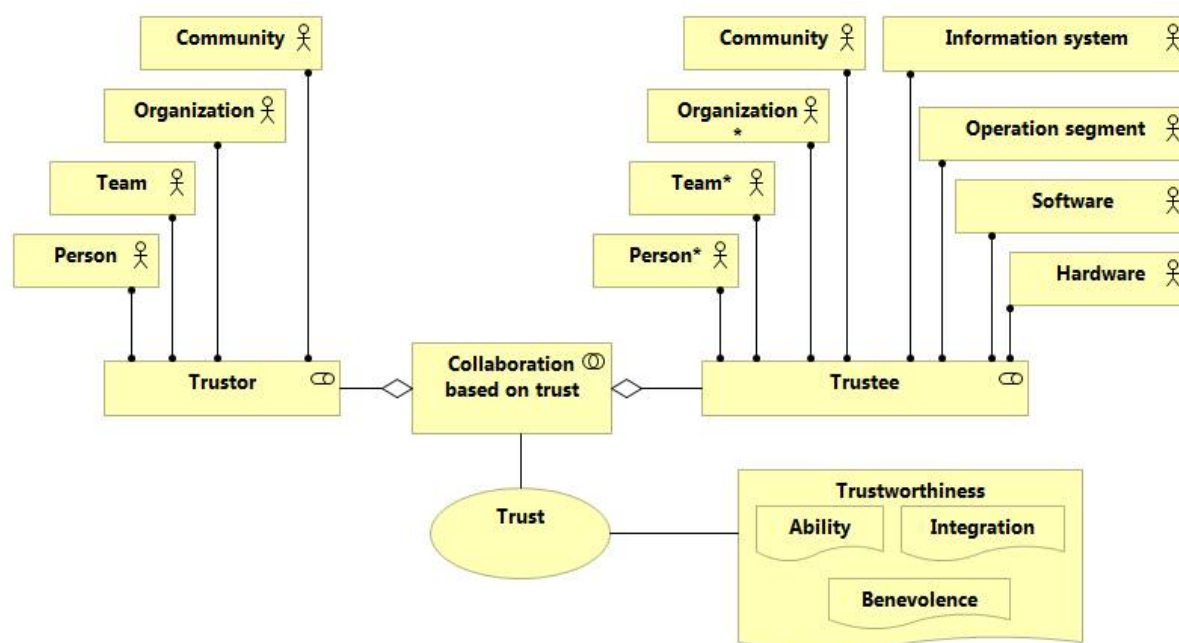 Community
Organization
Team
Person
Community
Organization
*
Team*
Person*
Information system
Operation segment
Software
Hardware
Trustor
Collaboration
based on trust
Trustee
Trust
Trustworthiness
Ability
Integration
Benevolence